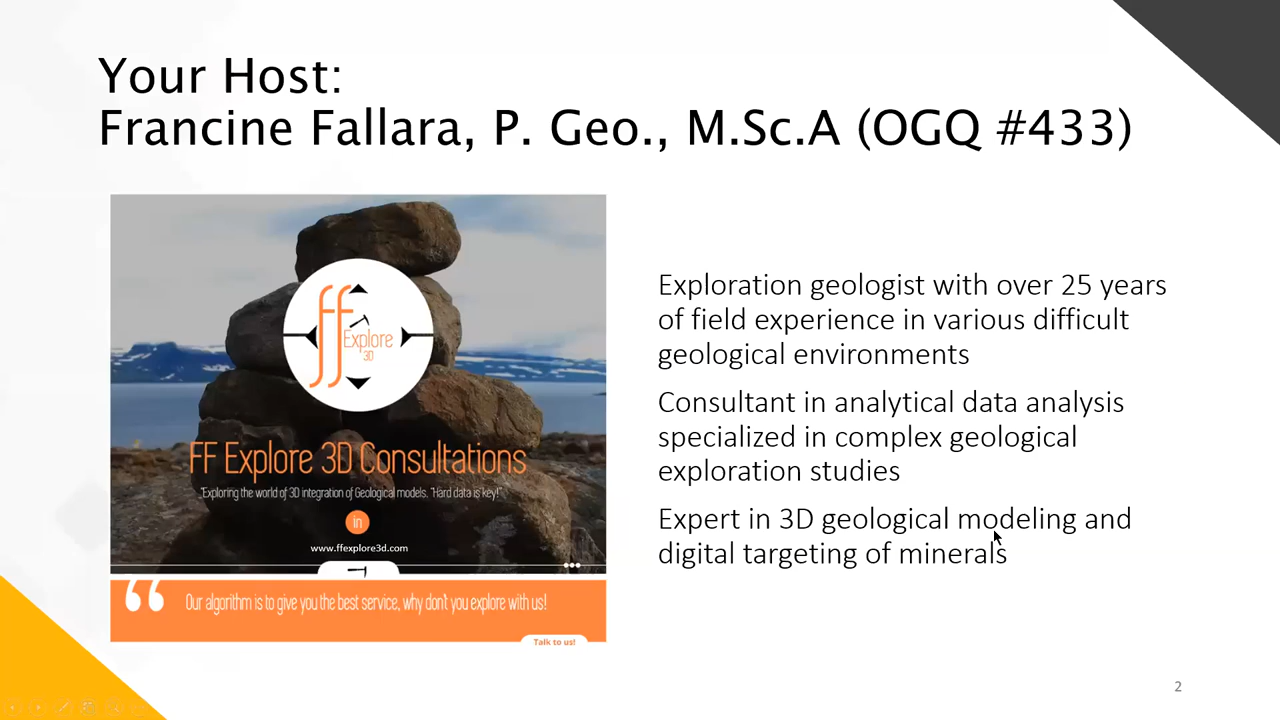 Your Host:
Francine Fallara, P. Geo., M.Sc.A (OGQ #433)
ff
Explore
3D
FF Explore 3D Consultations
"Exploring the world of 3D integration of Geological models. "Hard data is key!"
in
www.ffexplore3d.com
Our algorithm is to give you the best service, why don't you explore with us!
Talk to us!
Exploration geologist with over 25 years
of field experience in various difficult
geological environments
Consultant in analytical data analysis
specialized in complex geological
exploration studies
Expert in 3D geological modeling and
digital targeting of minerals
2